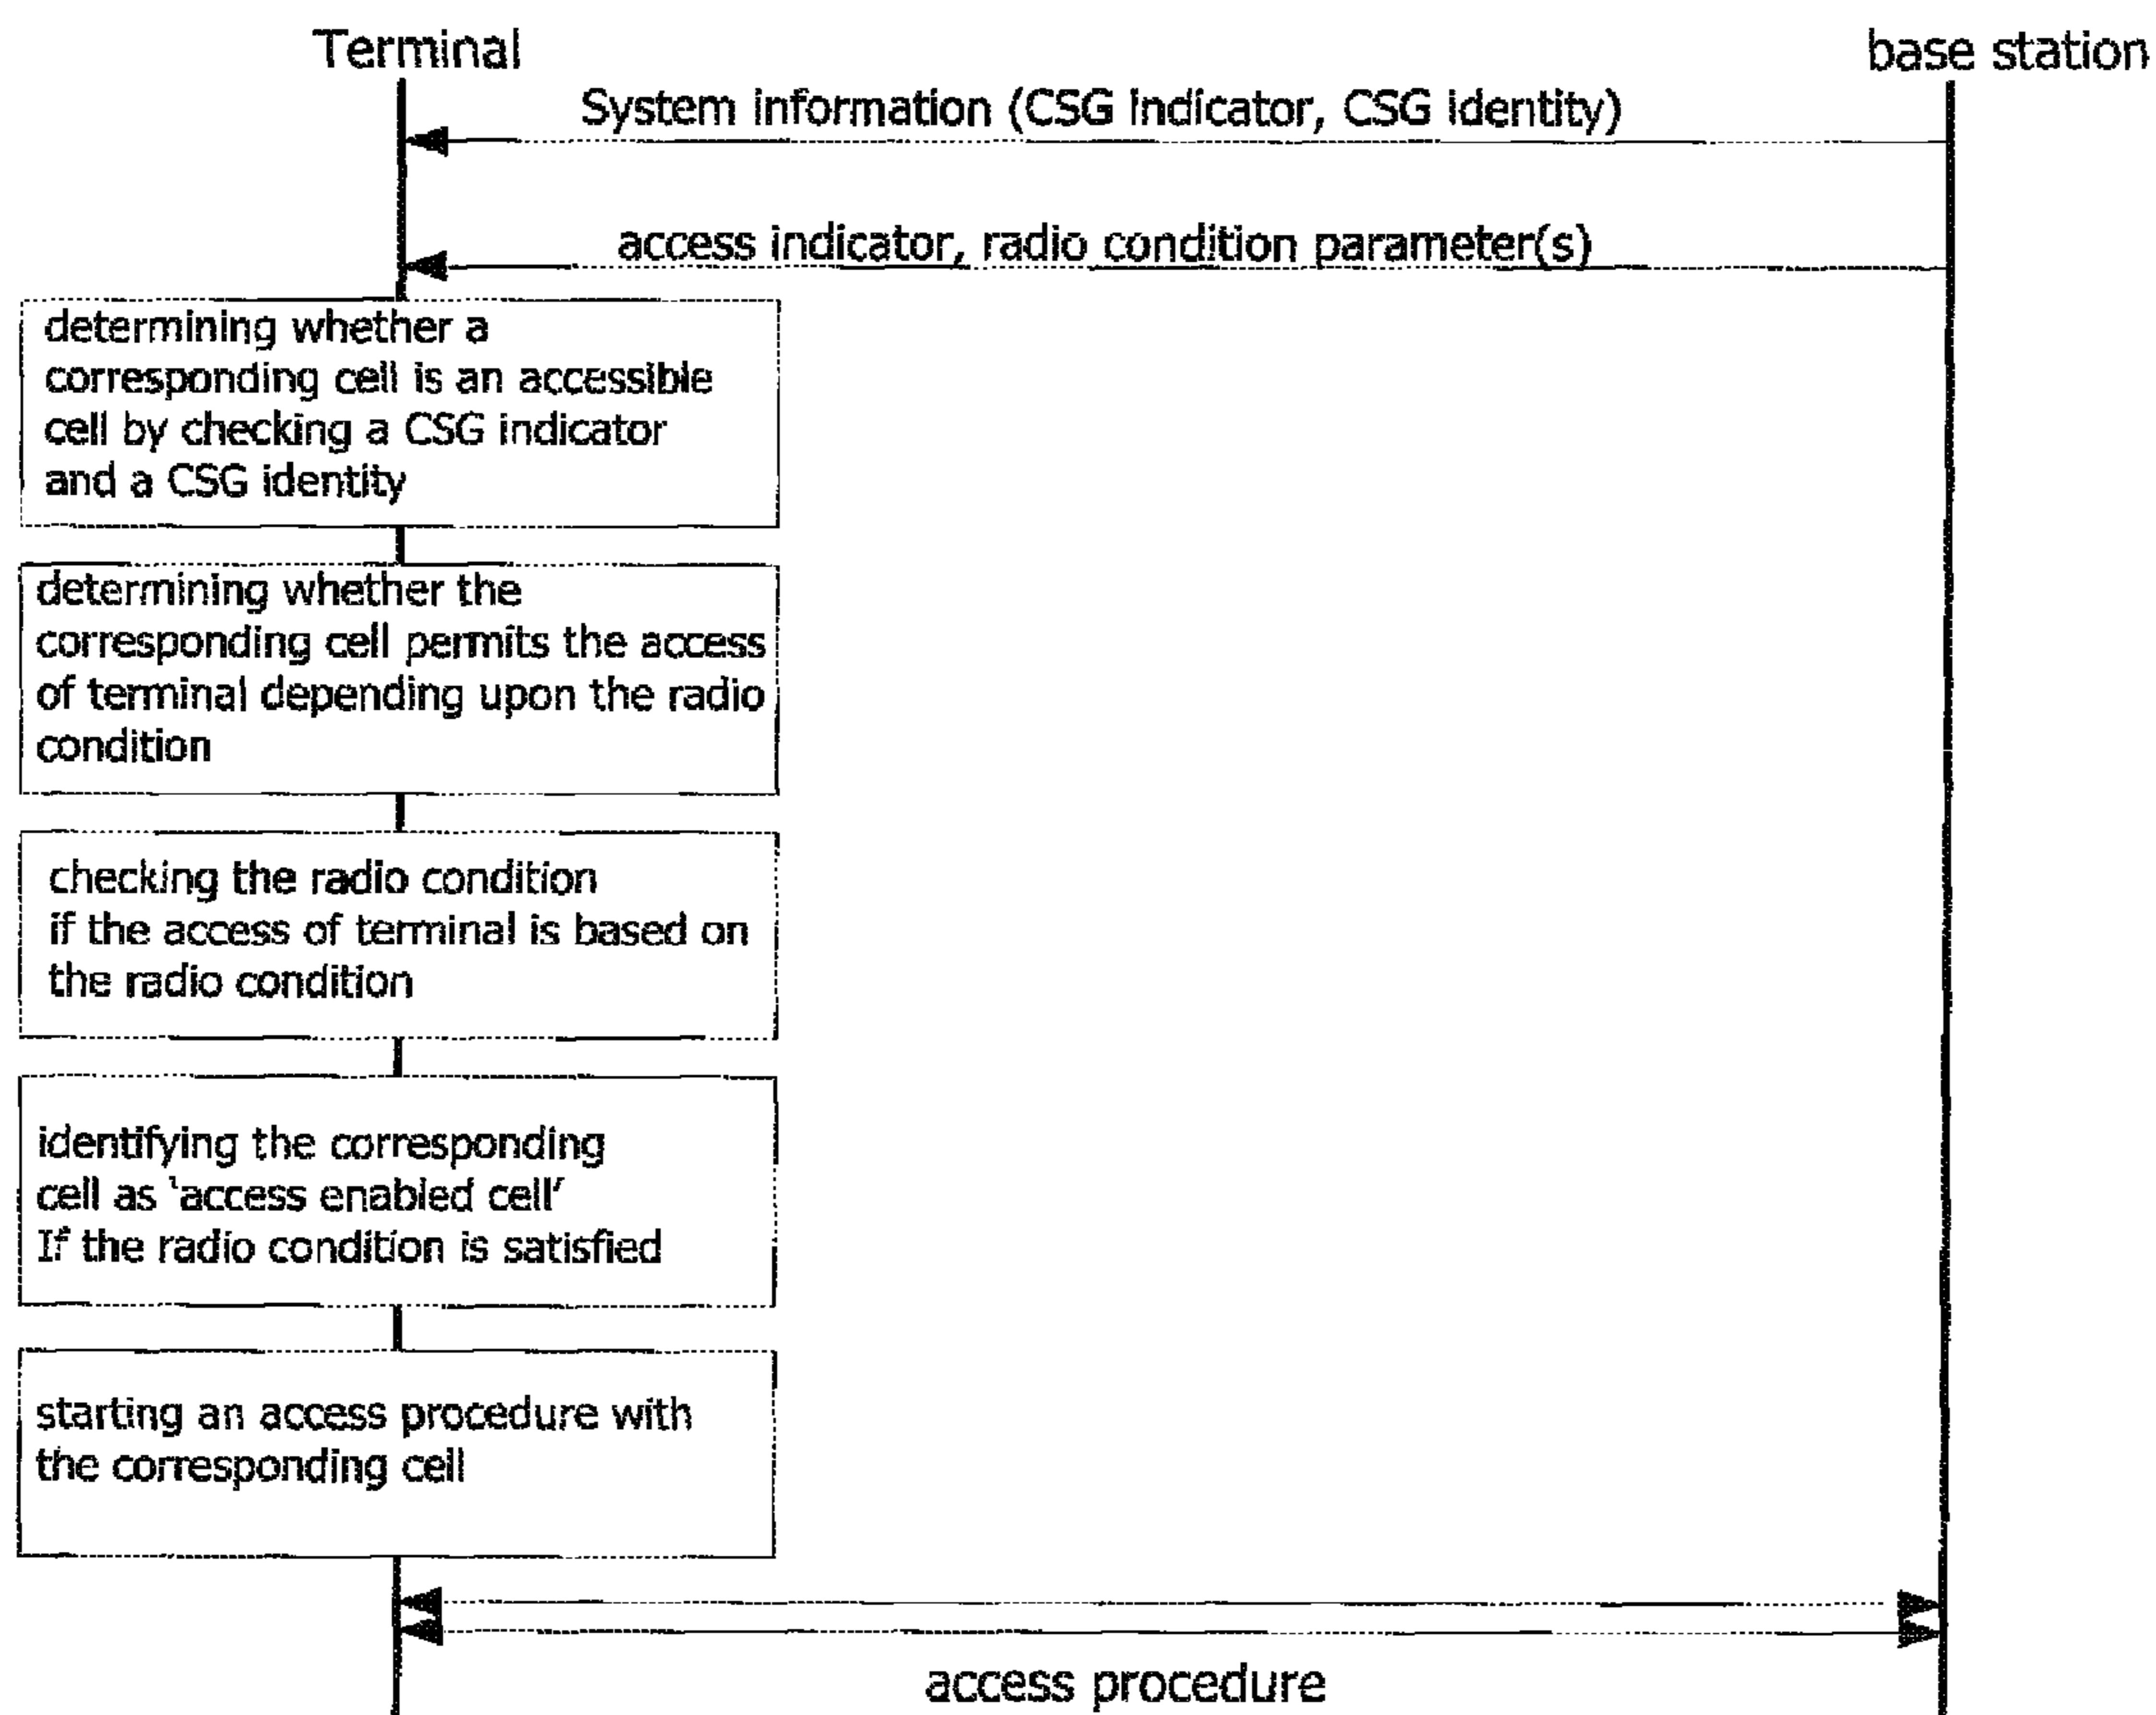 Terminal
base station
System information (CSG indicator, CSG identity)
access indicator, radio condition parameter(s)
determining whether a
corresponding cell is an accessible
cell by checking a CSG indicator
and a CSG identity
determining whether the
corresponding cell permits the access
of terminal depending upon the radio
condition
checking the radio condition
if the access of terminal is based on
the radio condition
identifying the corresponding
cell as 'access enabled cell'
If the radio condition is satisfied
starting an access procedure with
the corresponding cell
access procedure